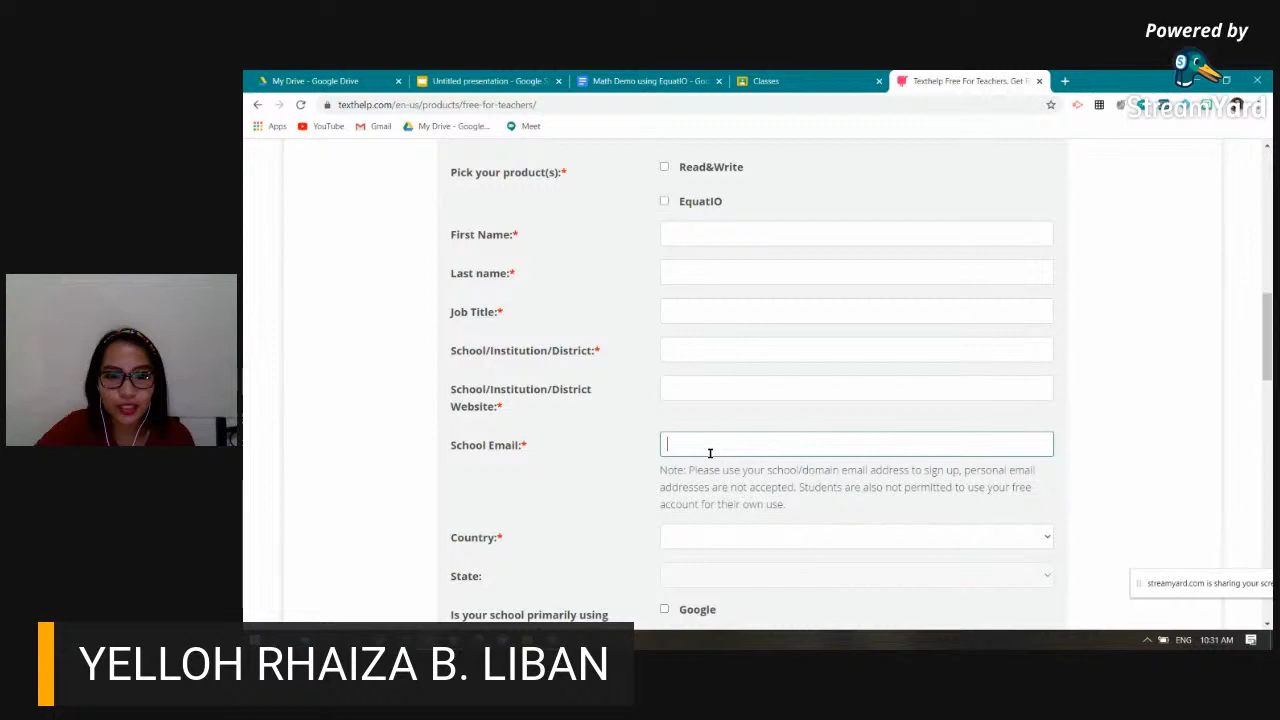 Powered by
StreamYard
My Drive - Google Drive
Untitled presentation - Google S
Math Demo using EquatIO - Goo
Classes
Texthelp Free For Teachers. Get F
texthelp.com/en-us/products/free-for-teachers/
Apps
YouTube
Gmail
My Drive - Google...
Meet
Pick your product(s):*
Read&Write
EquatIO
First Name:*
Last name:*
Job Title:*
School/Institution/District:*
School/Institution/District
Website:*
School Email:*
Note: Please use your school/domain email address to sign up, personal email
addresses are not accepted. Students are also not permitted to use your free
account for their own use.
Country:*
State:
Is your school primarily using
Google
streamyard.com is sharing your scre
ENG
10:31 AM
YELLOH RHAIZA B. LIBAN